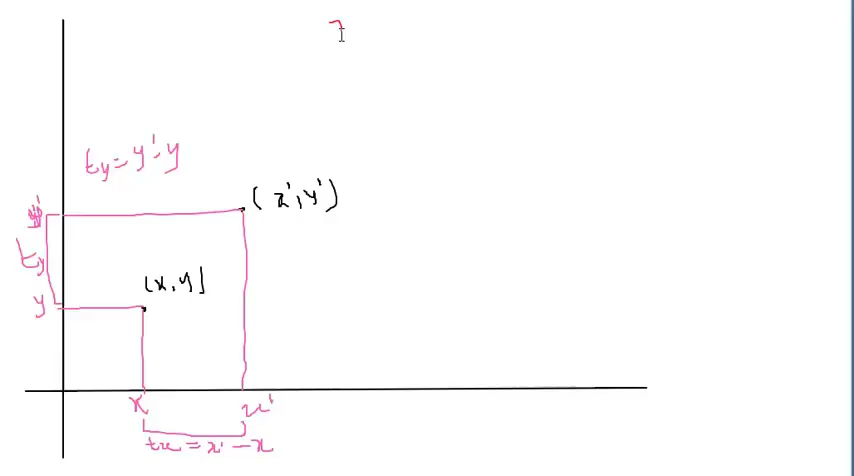 ty = y' - y
y'
(x', y')
ty
(x, y]
y
x
x'
tx = x' - x